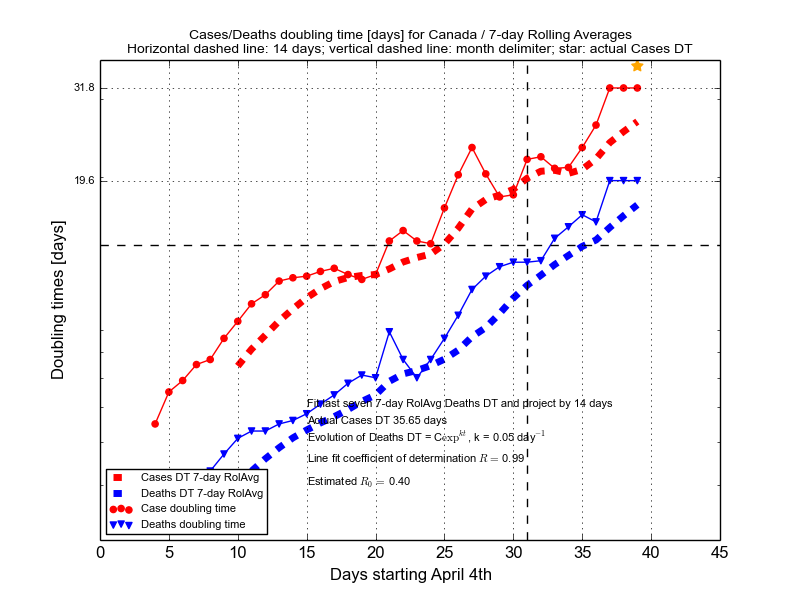 Cases/Deaths doubling time [days] for Canada / 7-day Rolling Averages
Horizontal dashed line: 14 days; vertical dashed line: month delimiter; star: actual Cases DT
31.8
19.6
Doubling times [days]
Fit last seven 7-day RolAvg Deaths DT and project by 14 days
Actual Cases DT 35.65 days
Evolution of Deaths DT = Cexp^{kt} , k = 0.05 day^{−1}
Line fit coefficient of determination R = 0.99
Estimated R_0 = 0.40
Cases DT 7-day RolAvg
Deaths DT 7-day RolAvg
Case doubling time
Deaths doubling time
0 5 10 15 20 25 30 35 40 45
Days starting April 4th